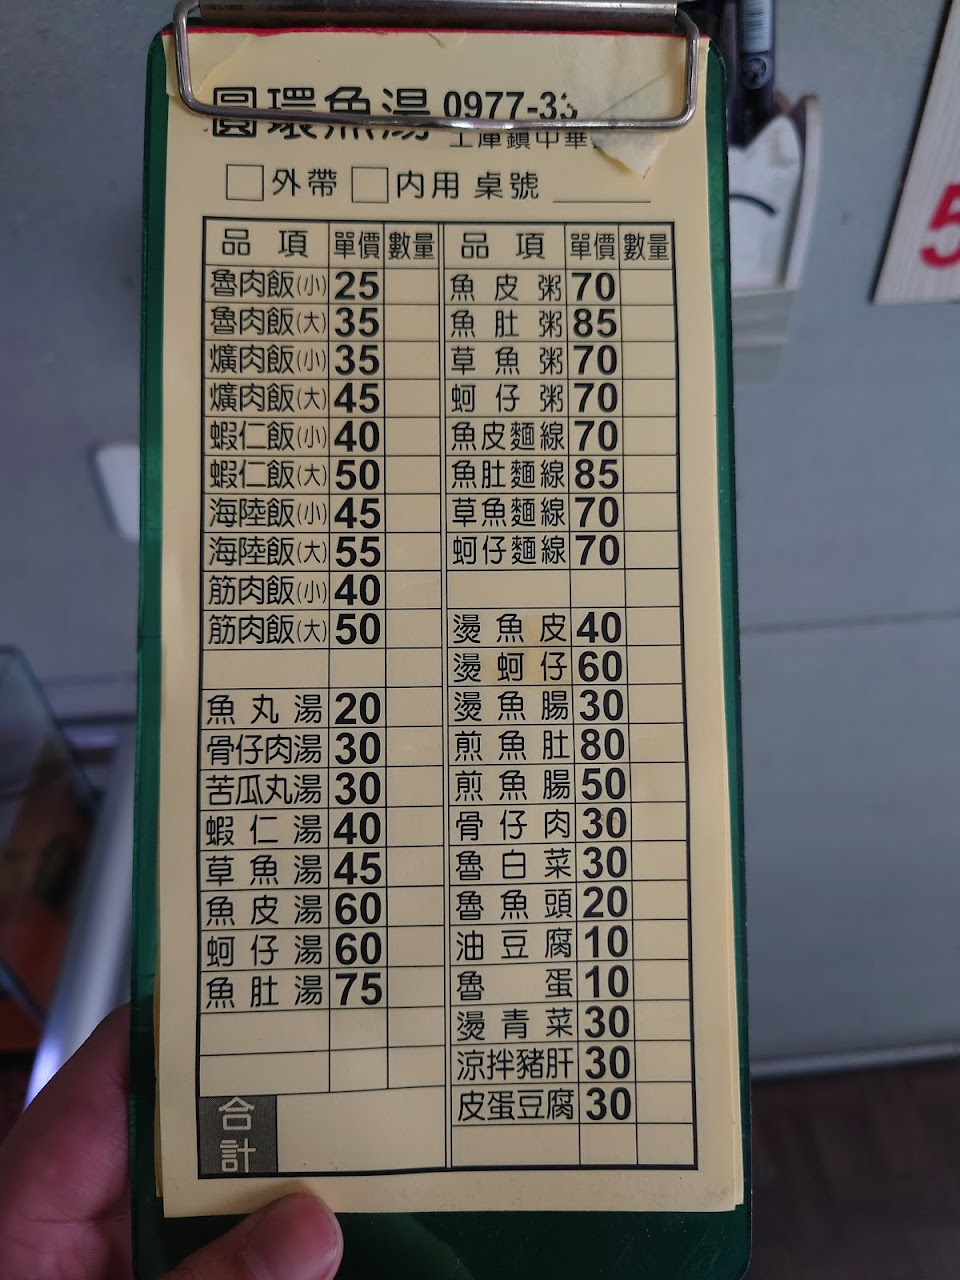 圓環魚湯 0977-33
土庫鎮中華
外帶 內用 桌號
品項 單價 數量
魯肉飯(小) 25
魯肉飯(大) 35
爌肉飯(小) 35
爌肉飯(大) 45
蝦仁飯(小) 40
蝦仁飯(大) 50
海陸飯(小) 45
海陸飯(大) 55
筋肉飯(小) 40
筋肉飯(大) 50
魚丸湯 20
骨仔肉湯 30
苦瓜丸湯 30
蝦仁湯 40
草魚湯 45
魚皮湯 60
蚵仔湯 60
魚肚湯 75
合計
品項 單價 數量
魚皮粥 70
魚肚粥 85
草魚粥 70
蚵仔粥 70
魚皮麵線 70
魚肚麵線 85
草魚麵線 70
蚵仔麵線 70
燙魚皮 40
燙蚵仔 60
燙魚腸 30
煎魚肚 80
煎魚腸 50
骨仔肉 30
魯白菜 30
魯魚頭 20
油豆腐 10
魯蛋 10
燙青菜 30
涼拌豬肝 30
皮蛋豆腐 30
5